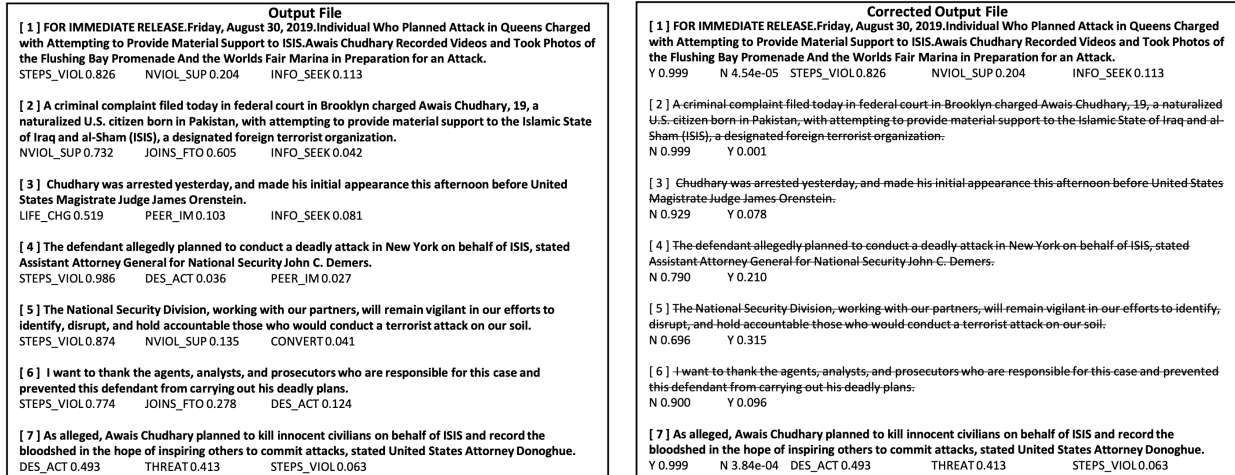 Output File
[ 1 ] FOR IMMEDIATE RELEASE.Friday, August 30, 2019.Individual Who Planned Attack in Queens Charged
with Attempting to Provide Material Support to ISIS.Awais Chudhary Recorded Videos and Took Photos of
the Flushing Bay Promenade And the Worlds Fair Marina in Preparation for an Attack.
STEPS_VIOL 0.826 NVIOL_SUP 0.204 INFO_SEEK 0.113
[ 2 ] A criminal complaint filed today in federal court in Brooklyn charged Awais Chudhary, 19, a
naturalized U.S. citizen born in Pakistan, with attempting to provide material support to the Islamic State
of Iraq and al-Sham (ISIS), a designated foreign terrorist organization.
NVIOL_SUP 0.732 JOINS_FTO 0.605 INFO_SEEK 0.042
[ 3 ] Chudhary was arrested yesterday, and made his initial appearance this afternoon before United
States Magistrate Judge James Orenstein.
LIFE_CHG 0.519 PEER_IM 0.103 INFO_SEEK 0.081
[ 4 ] The defendant allegedly planned to conduct a deadly attack in New York on behalf of ISIS, stated
Assistant Attorney General for National Security John C. Demers.
STEPS_VIOL 0.986 DES_ACT 0.036 PEER_IM 0.027
[ 5 ] The National Security Division, working with our partners, will remain vigilant in our efforts to
identify, disrupt, and hold accountable those who would conduct a terrorist attack on our soil.
STEPS_VIOL 0.874 NVIOL_SUP 0.135 CONVERT 0.041
[ 6 ] I want to thank the agents, analysts, and prosecutors who are responsible for this case and
prevented this defendant from carrying out his deadly plans.
STEPS_VIOL 0.774 JOINS_FTO 0.278 DES_ACT 0.124
[ 7 ] As alleged, Awais Chudhary planned to kill innocent civilians on behalf of ISIS and record the
bloodshed in the hope of inspiring others to commit attacks, stated United States Attorney Donoghue.
DES_ACT 0.493 THREAT 0.413 STEPS_VIOL 0.063
Corrected Output File
[ 1 ] FOR IMMEDIATE RELEASE.Friday, August 30, 2019.Individual Who Planned Attack in Queens Charged
with Attempting to Provide Material Support to ISIS.Awais Chudhary Recorded Videos and Took Photos of
the Flushing Bay Promenade And the Worlds Fair Marina in Preparation for an Attack.
Y 0.999 N 4.54e-05 STEPS_VIOL 0.826 NVIOL_SUP 0.204 INFO_SEEK 0.113
[ 2 ] A criminal complaint filed today in federal court in Brooklyn charged Awais Chudhary, 19, a naturalized
U.S. citizen born in Pakistan, with attempting to provide material support to the Islamic State of Iraq and al-
Sham (ISIS), a designated foreign terrorist organization.
N 0.999 Y 0.001
[ 3 ] Chudhary was arrested yesterday, and made his initial appearance this afternoon before United States
Magistrate Judge James Orenstein.
N 0.929 Y 0.078
[ 4 ] The defendant allegedly planned to conduct a deadly attack in New York on behalf of ISIS, stated
Assistant Attorney General for National Security John C. Demers.
N 0.790 Y 0.210
[ 5 ] The National Security Division, working with our partners, will remain vigilant in our efforts to identify,
disrupt, and hold accountable those who would conduct a terrorist attack on our soil.
N 0.696 Y 0.315
[ 6 ] I want to thank the agents, analysts, and prosecutors who are responsible for this case and prevented
this defendant from carrying out his deadly plans.
N 0.900 Y 0.096
[ 7 ] As alleged, Awais Chudhary planned to kill innocent civilians on behalf of ISIS and record the
bloodshed in the hope of inspiring others to commit attacks, stated United States Attorney Donoghue.
Y 0.999 N 3.84e-04 DES_ACT 0.493 THREAT 0.413 STEPS_VIOL 0.063